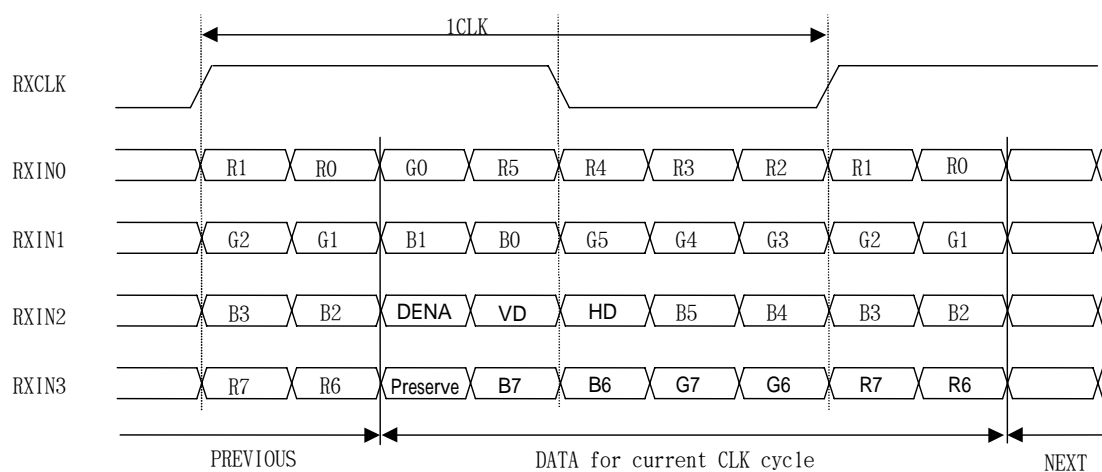 1CLK
RXCLK
RXIN0 R1 R0 G0 R5 R4 R3 R2 R1 R0
RXIN1 G2 G1 B1 B0 G5 G4 G3 G2 G1
RXIN2 B3 B2 DENA VD HD B5 B4 B3 B2
RXIN3 R7 R6 Preserve B7 B6 G7 G6 R7 R6
PREVIOUS DATA for current CLK cycle NEXT